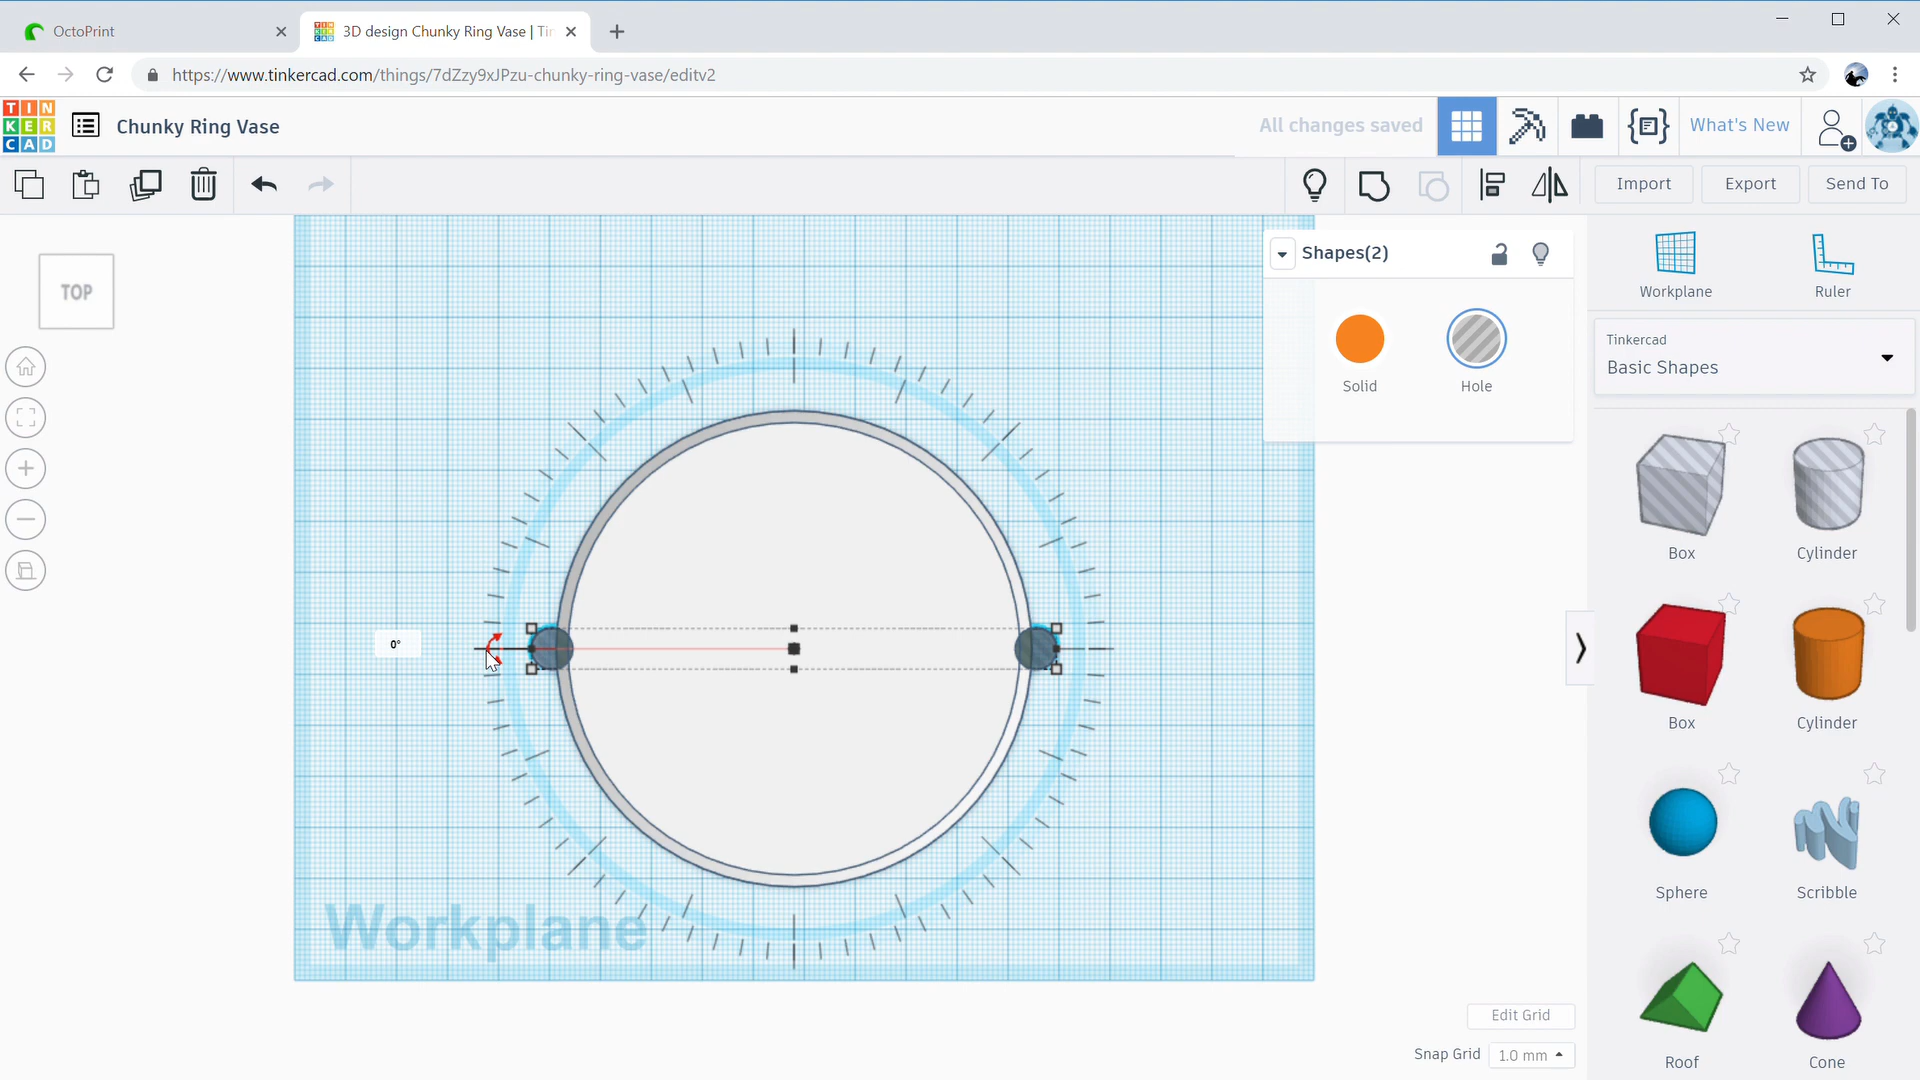 OctoPrint
3D design Chunky Ring Vase | Tin
https://www.tinkercad.com/things/7dZzy9xJPzu-chunky-ring-vase/editv2
TIN
KER
CAD
Chunky Ring Vase
All changes saved
What's New
Import
Export
Send To
TOP
Shapes(2)
Solid
Hole
Workplane
Ruler
Tinkercad
Basic Shapes
Box
Cylinder
0°
Box
Cylinder
Sphere
Scribble
Workplane
Edit Grid
Snap Grid
1.0 mm
Roof
Cone